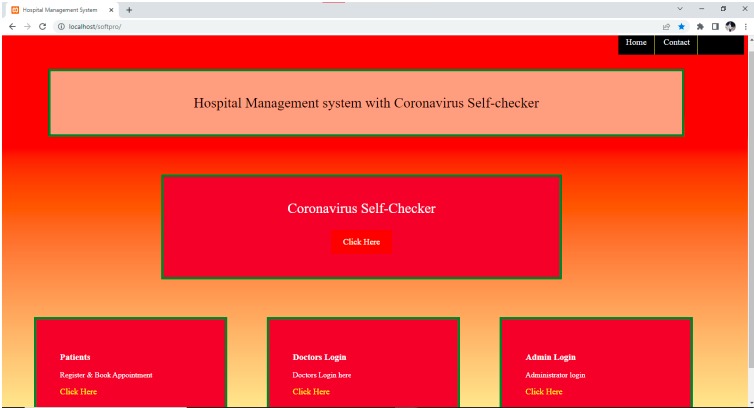 Hospital Management System
localhost/softpro/
Home Contact
Hospital Management system with Coronavirus Self-checker
Coronavirus Self-Checker
Click Here
Patients
Register & Book Appointment
Click Here
Doctors Login
Doctors Login here
Click Here
Admin Login
Administrator login
Click Here